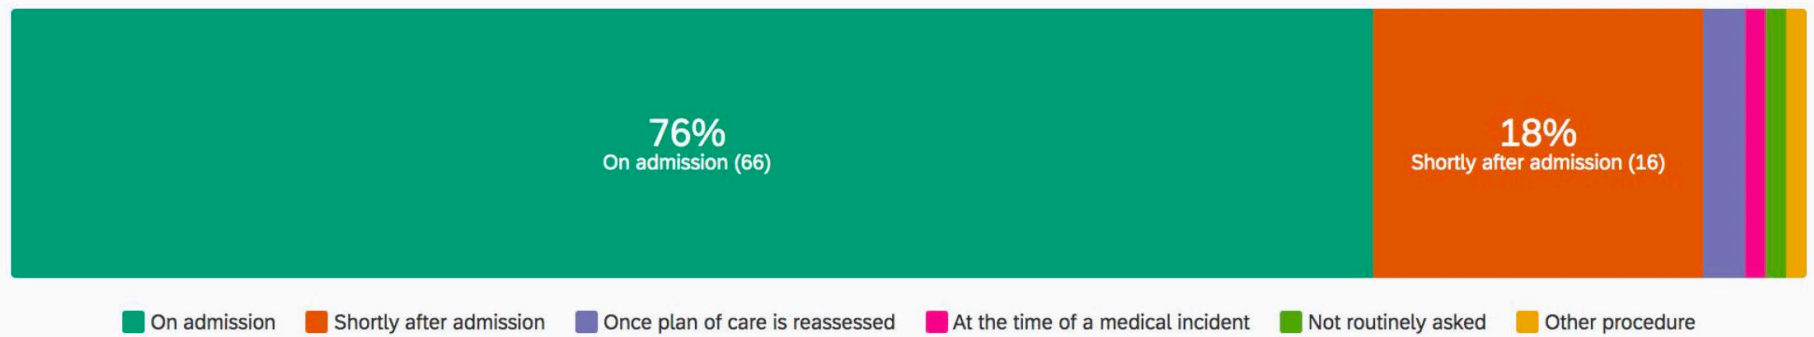 76%
On admission (66)
18%
Shortly after admission (16)
On admission
Shortly after admission
Once plan of care is reassessed
At the time of a medical incident
Not routinely asked
Other procedure